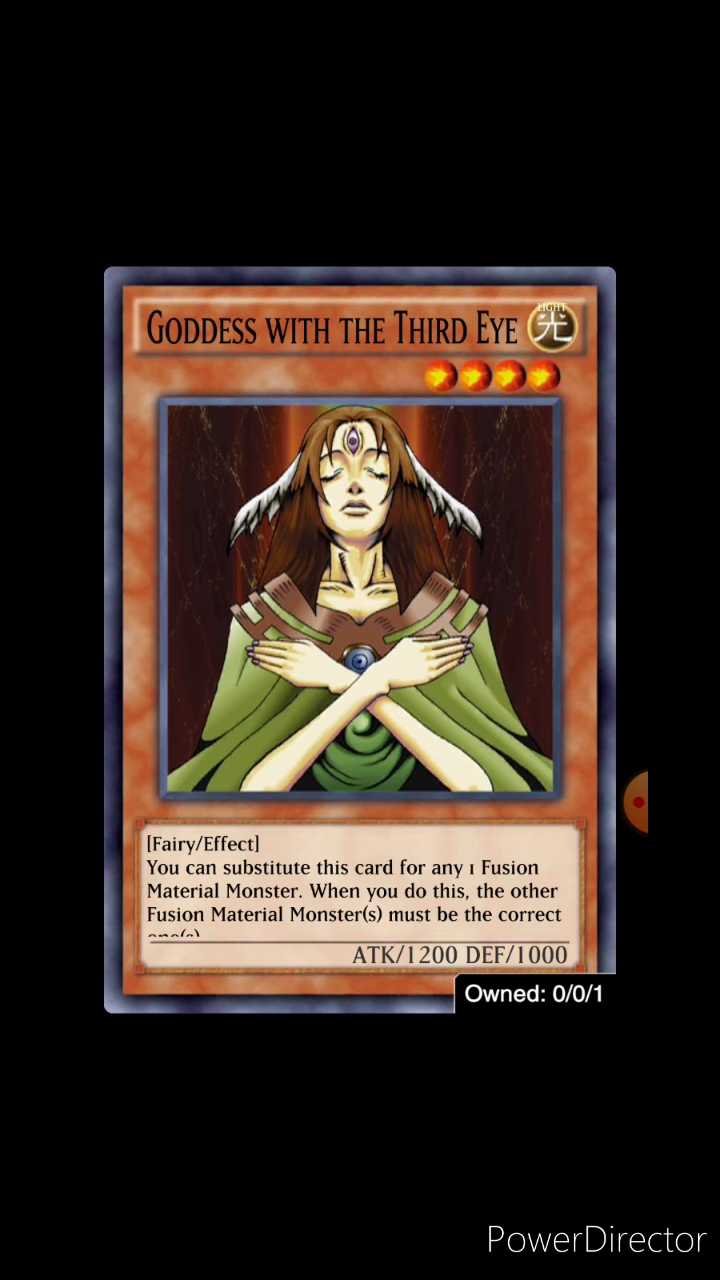 GODDESS WITH THE THIRD EYE
LIGHT
光
[Fairy/Effect]
You can substitute this card for any 1 Fusion
Material Monster. When you do this, the other
Fusion Material Monster(s) must be the correct
ATK/1200 DEF/1000
Owned: 0/0/1
PowerDirector